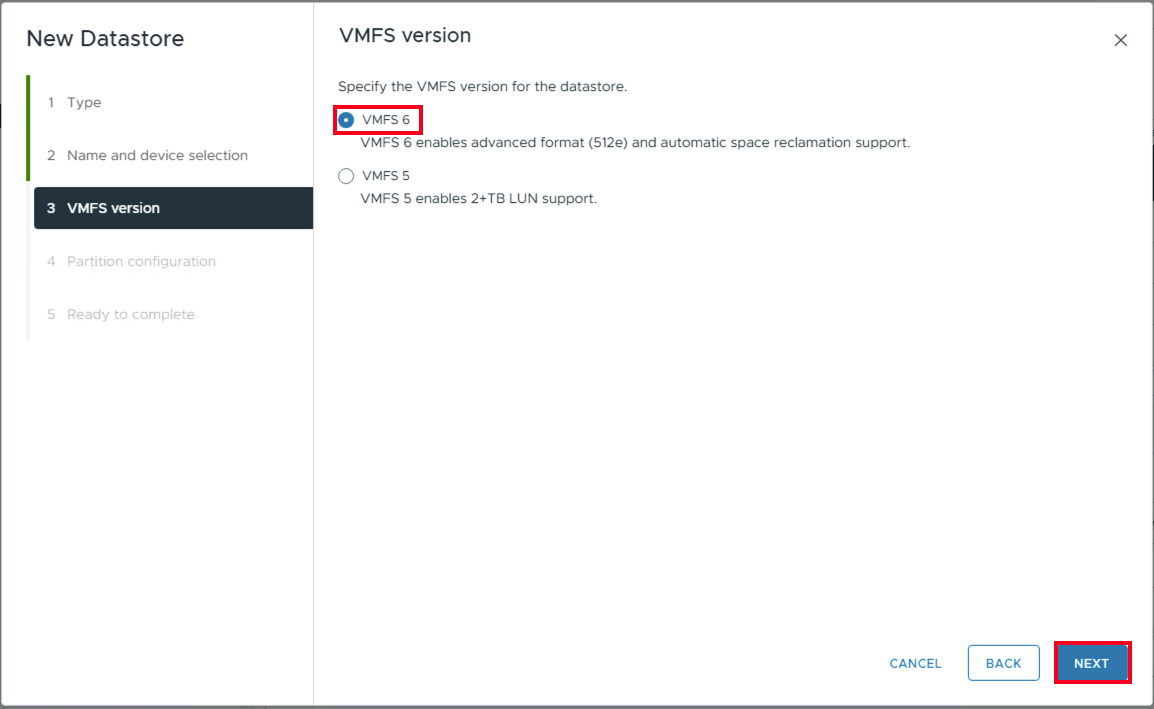 New Datastore
1 Type
2 Name and device selection
3 VMFS version
4 Partition configuration
5 Ready to complete
VMFS version
Specify the VMFS version for the datastore.
VMFS 6
VMFS 6 enables advanced format (512e) and automatic space reclamation support.
VMFS 5
VMFS 5 enables 2+TB LUN support.
CANCEL
BACK
NEXT